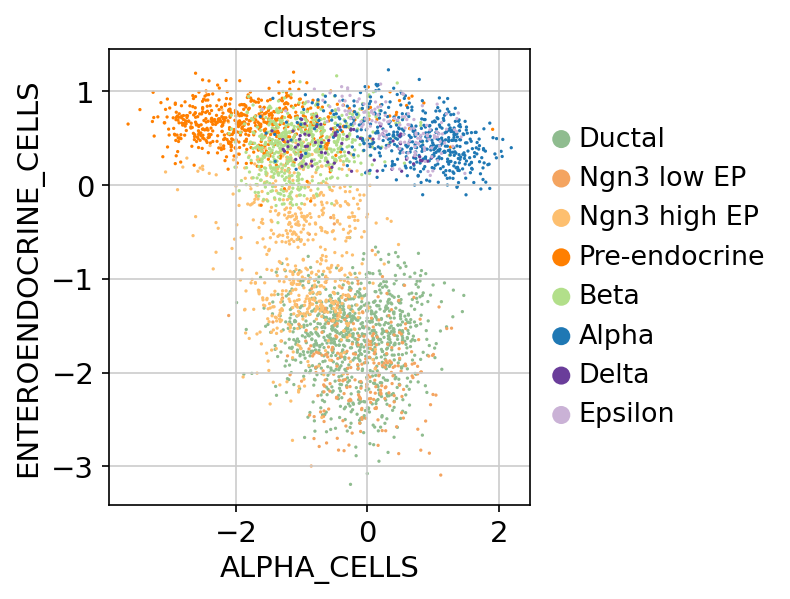 clusters
ENTEROENDOCRINE_CELLS
1
0
−1
−2
−3
−2
0
2
ALPHA_CELLS
Ductal
Ngn3 low EP
Ngn3 high EP
Pre-endocrine
Beta
Alpha
Delta
Epsilon